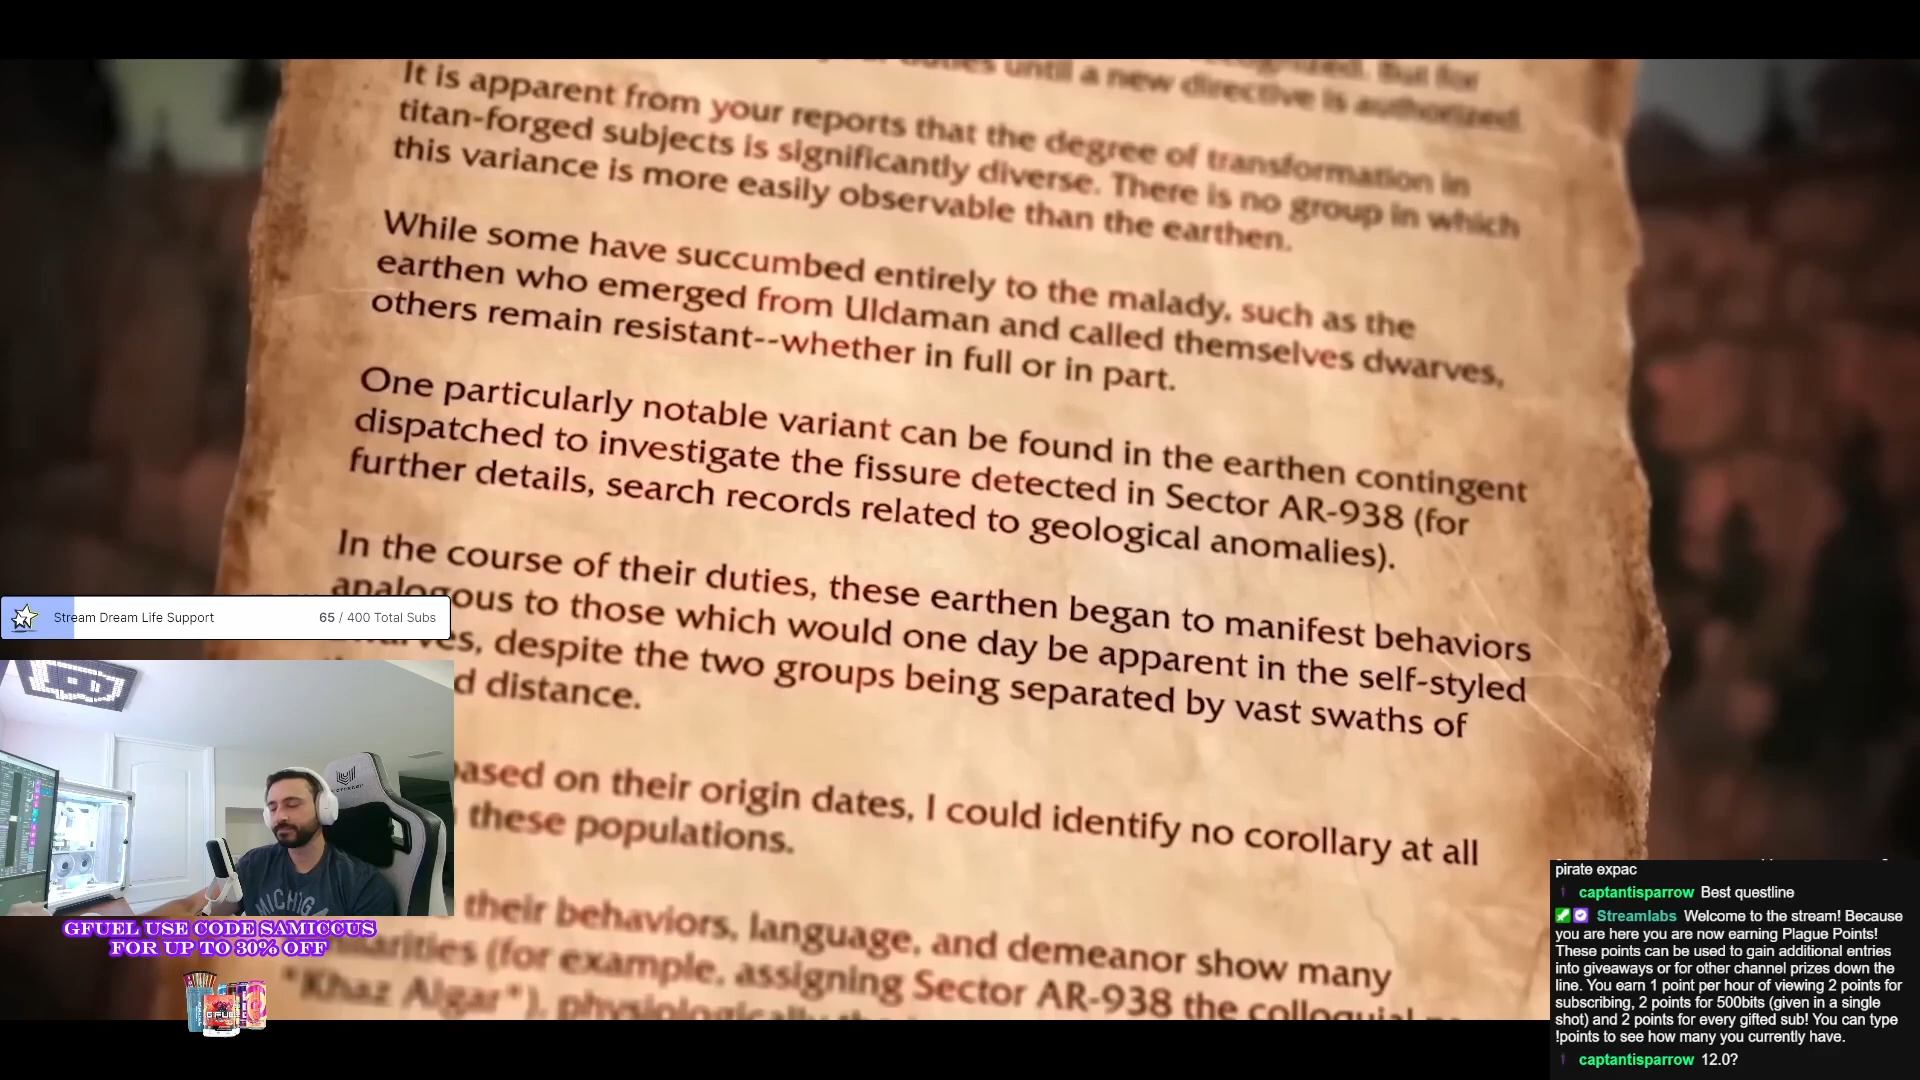 until a new directive is authorized.
It is apparent from your reports that the degree of transformation in
titan-forged subjects is significantly diverse. There is no group in which
this variance is more easily observable than the earthen.
While some have succumbed entirely to the malady, such as the
earthen who emerged from Uldaman and called themselves dwarves,
others remain resistant--whether in full or in part.
One particularly notable variant can be found in the earthen contingent
dispatched to investigate the fissure detected in Sector AR-938 (for
further details, search records related to geological anomalies).
In the course of their duties, these earthen began to manifest behaviors
analogous to those which would one day be apparent in the self-styled
despite the two groups being separated by vast swaths of
distance.
based on their origin dates, I could identify no corollary at all
these populations.
their behaviors, language, and demeanor show many
(for example, assigning Sector AR-938 the colloquial
"Khaz Algar"), physiologically
Stream Dream Life Support
65 / 400 Total Subs
MICHIGA
GFUEL USE CODE SAMICCUS
FOR UP TO 30% OFF
GFUEL
pirate expac
captantisparrow Best questline
Streamlabs Welcome to the stream! Because
you are here you are now earning Plague Points!
These points can be used to gain additional entries
into giveaways or for other channel prizes down the
line. You earn 1 point per hour of viewing 2 points for
subscribing, 2 points for 500bits (given in a single
shot) and 2 points for every gifted sub! You can type
!points to see how many you currently have.
captantisparrow 12.0?